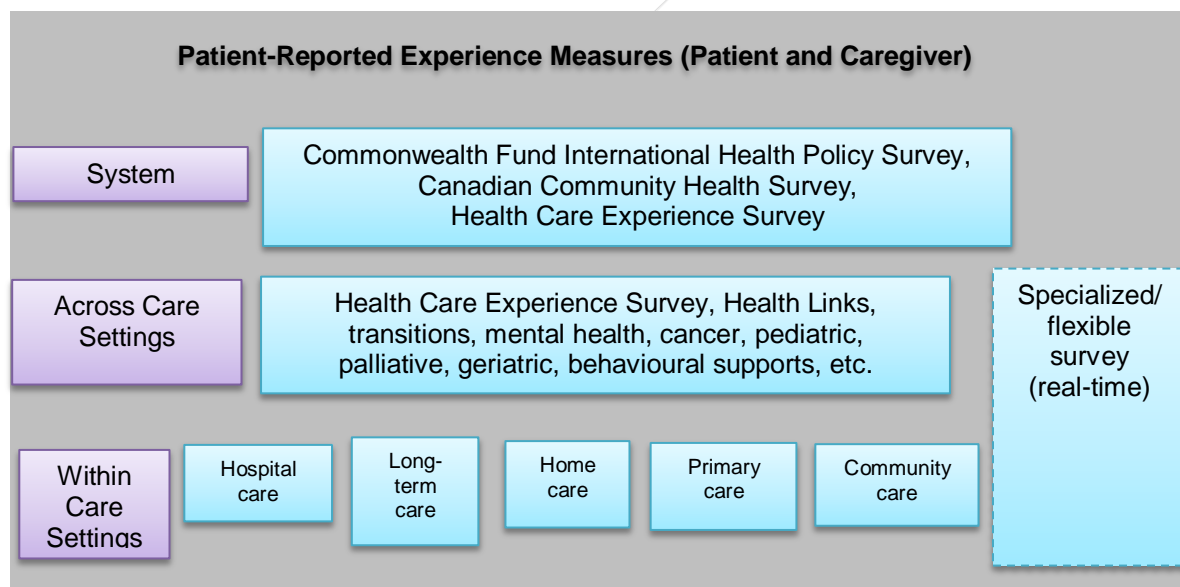 Patient-Reported Experience Measures (Patient and Caregiver)
System
Commonwealth Fund International Health Policy Survey,
Canadian Community Health Survey,
Health Care Experience Survey
Across Care
Settings
Health Care Experience Survey, Health Links,
transitions, mental health, cancer, pediatric,
palliative, geriatric, behavioural supports, etc.
Specialized/
flexible
survey
(real-time)
Within
Care
Settings
Hospital
care
Long-
term
care
Home
care
Primary
care
Community
care